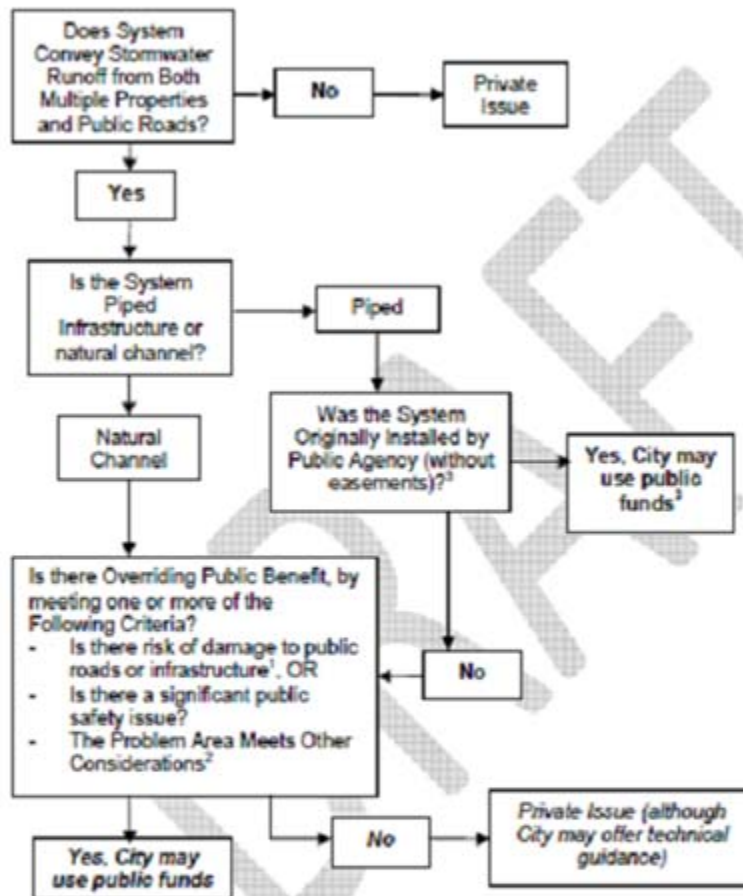 Does System
Convey Stormwater
Runoff from Both
Multiple Properties
and Public Roads?
No
Private
Issue
Yes
Is the System
Piped
Infrastructure or
natural channel?
Piped
Natural
Channel
Was the System
Originally Installed by
Public Agency (without
easements)?³
Yes, City may
use public
funds³
Is there Overriding Public Benefit, by
meeting one or more of the
Following Criteria?
- Is there risk of damage to public
roads or infrastructure¹, OR
- Is there a significant public
safety issue?
- The Problem Area Meets Other
Considerations²
No
Yes, City may
use public funds
No
Private Issue (although
City may offer technical
guidance)
DRAFT